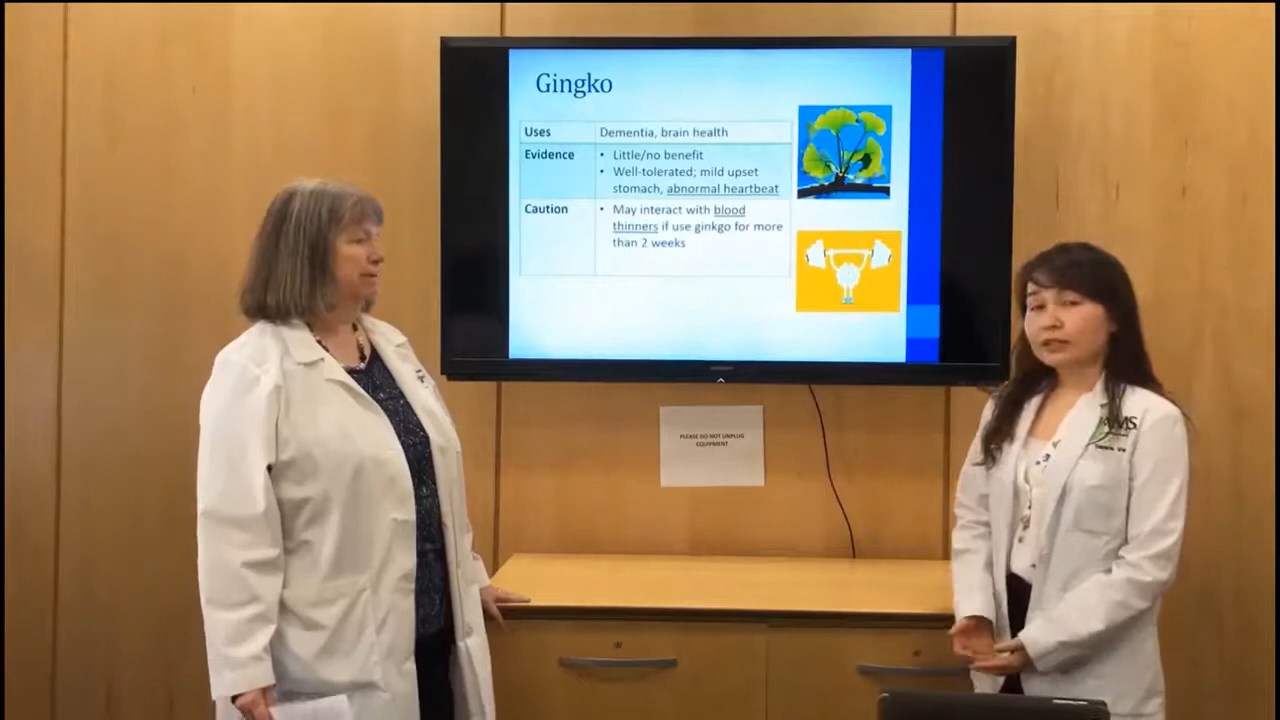 Gingko
Uses Dementia, brain health
Evidence • Little/no benefit
• Well-tolerated; mild upset
stomach, abnormal heartbeat
Caution • May interact with blood
thinners if use ginkgo for more
than 2 weeks
PLEASE DO NOT UNPLUG
EQUIPMENT